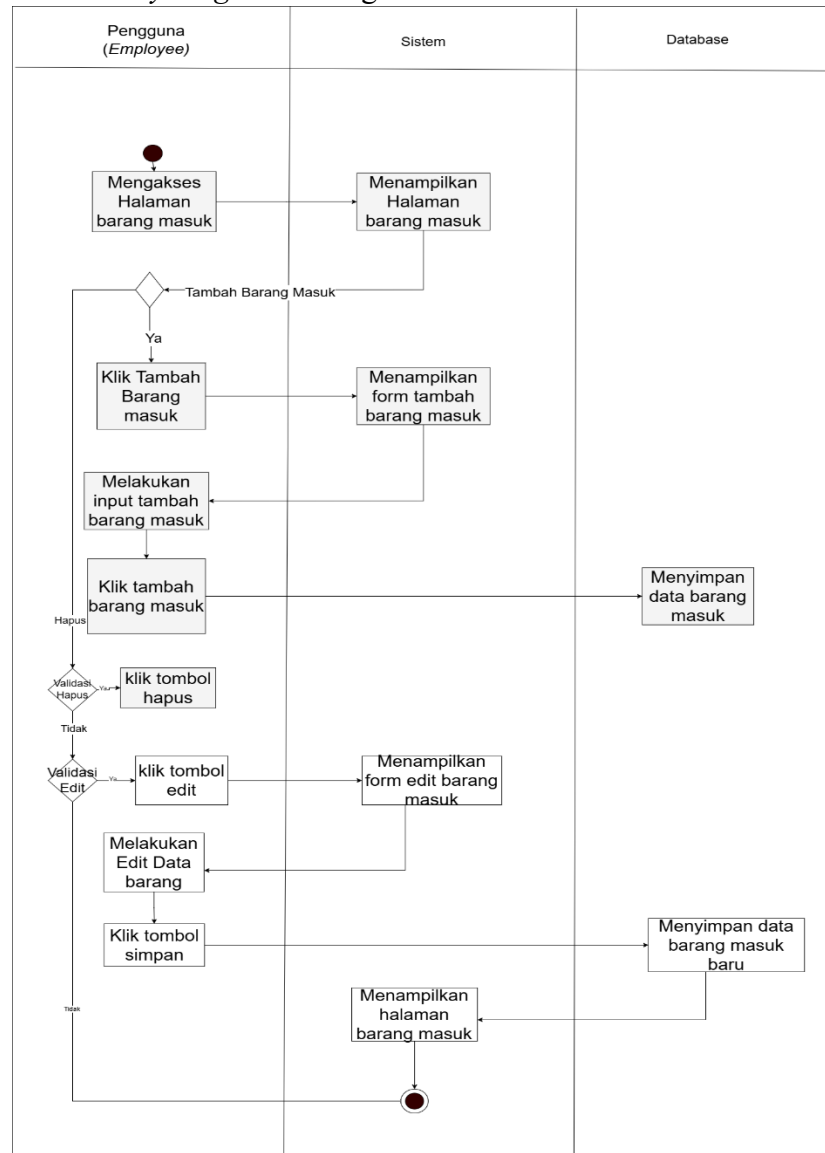 Pengguna
(Employee)
Sistem
Database
Mengakses
Halaman
barang masuk
Menampilkan
Halaman
barang masuk
Tambah Barang Masuk
Ya
Klik Tambah
Barang
masuk
Menampilkan
form tambah
barang masuk
Melakukan
input tambah
barang masuk
Klik tambah
barang masuk
Menyimpan
data barang
masuk
Hapus
Validasi
Hapus
Ya
klik tombol
hapus
Tidak
Validasi
Edit
Ya
klik tombol
edit
Menampilkan
form edit barang
masuk
Melakukan
Edit Data
barang
Klik tombol
simpan
Menyimpan data
barang masuk
baru
Menampilkan
halaman
barang masuk
Tidak